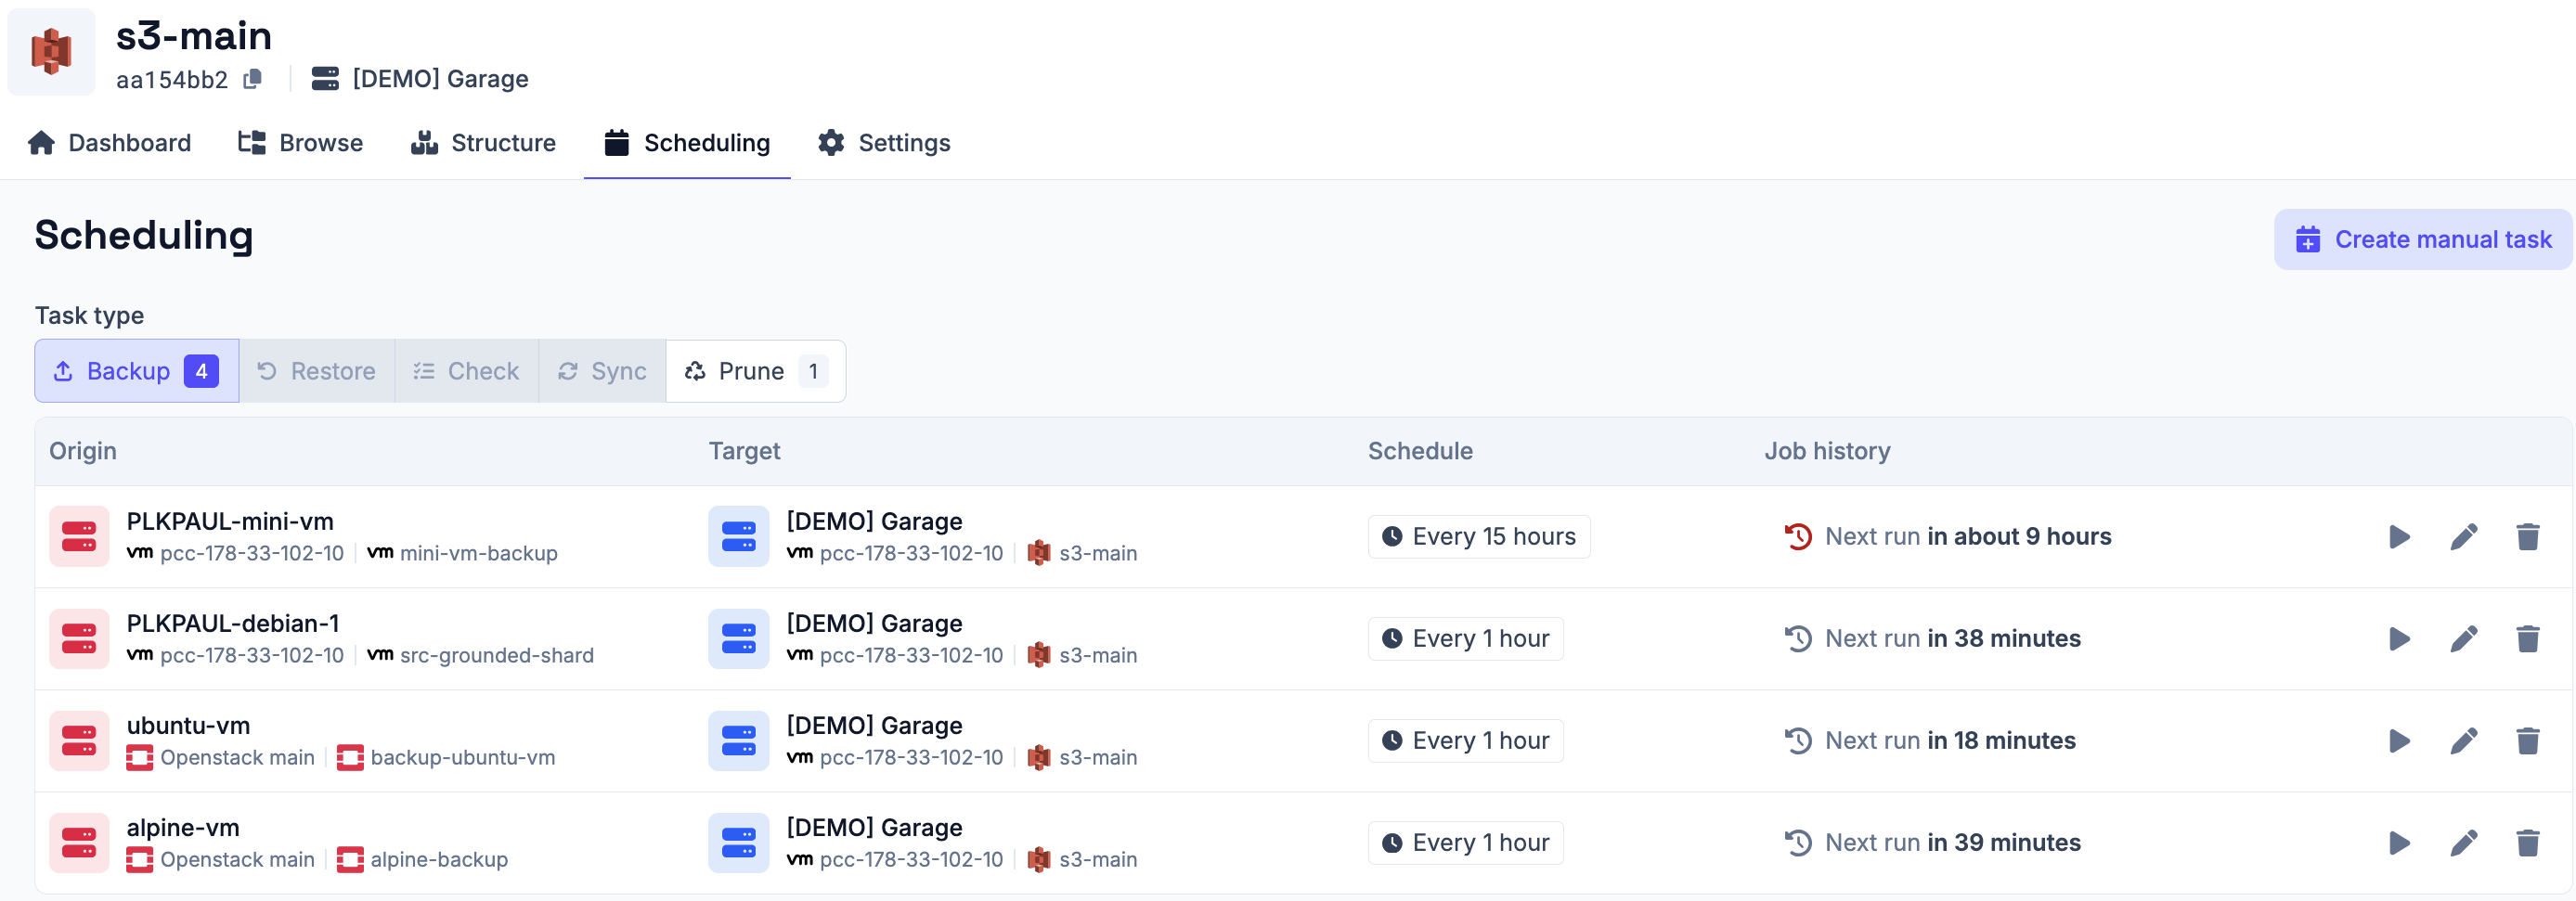 s3-main
aa154bb2 [DEMO] Garage
Dashboard Browse Structure Scheduling Settings
Scheduling
Create manual task
Task type
Backup 4 Restore Check Sync Prune 1
Origin Target Schedule Job history
PLKPAUL-mini-vm [DEMO] Garage
vm pcc-178-33-102-10 vm mini-vm-backup vm pcc-178-33-102-10 s3-main
Every 15 hours Next run in about 9 hours
PLKPAUL-debian-1 [DEMO] Garage
vm pcc-178-33-102-10 vm src-grounded-shard vm pcc-178-33-102-10 s3-main
Every 1 hour Next run in 38 minutes
ubuntu-vm [DEMO] Garage
Openstack main backup-ubuntu-vm vm pcc-178-33-102-10 s3-main
Every 1 hour Next run in 18 minutes
alpine-vm [DEMO] Garage
Openstack main alpine-backup vm pcc-178-33-102-10 s3-main
Every 1 hour Next run in 39 minutes